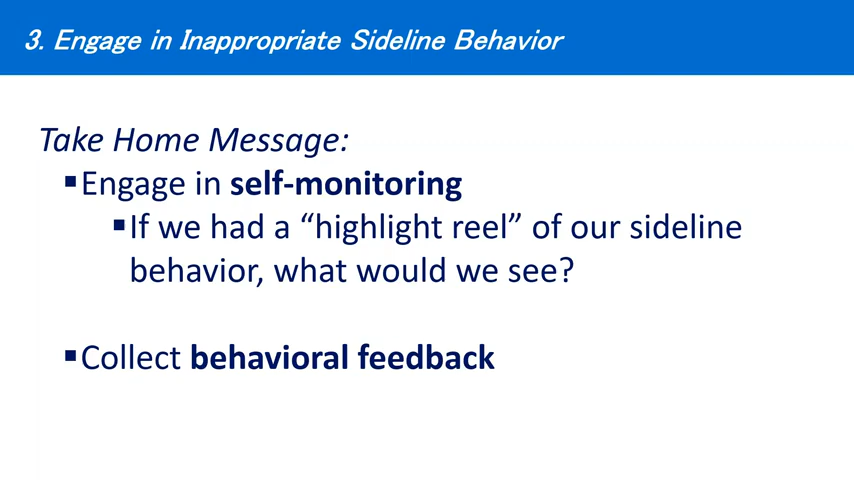 3. Engage in Inappropriate Sideline Behavior
Take Home Message:
▪Engage in self-monitoring
▪If we had a “highlight reel” of our sideline
behavior, what would we see?
▪Collect behavioral feedback